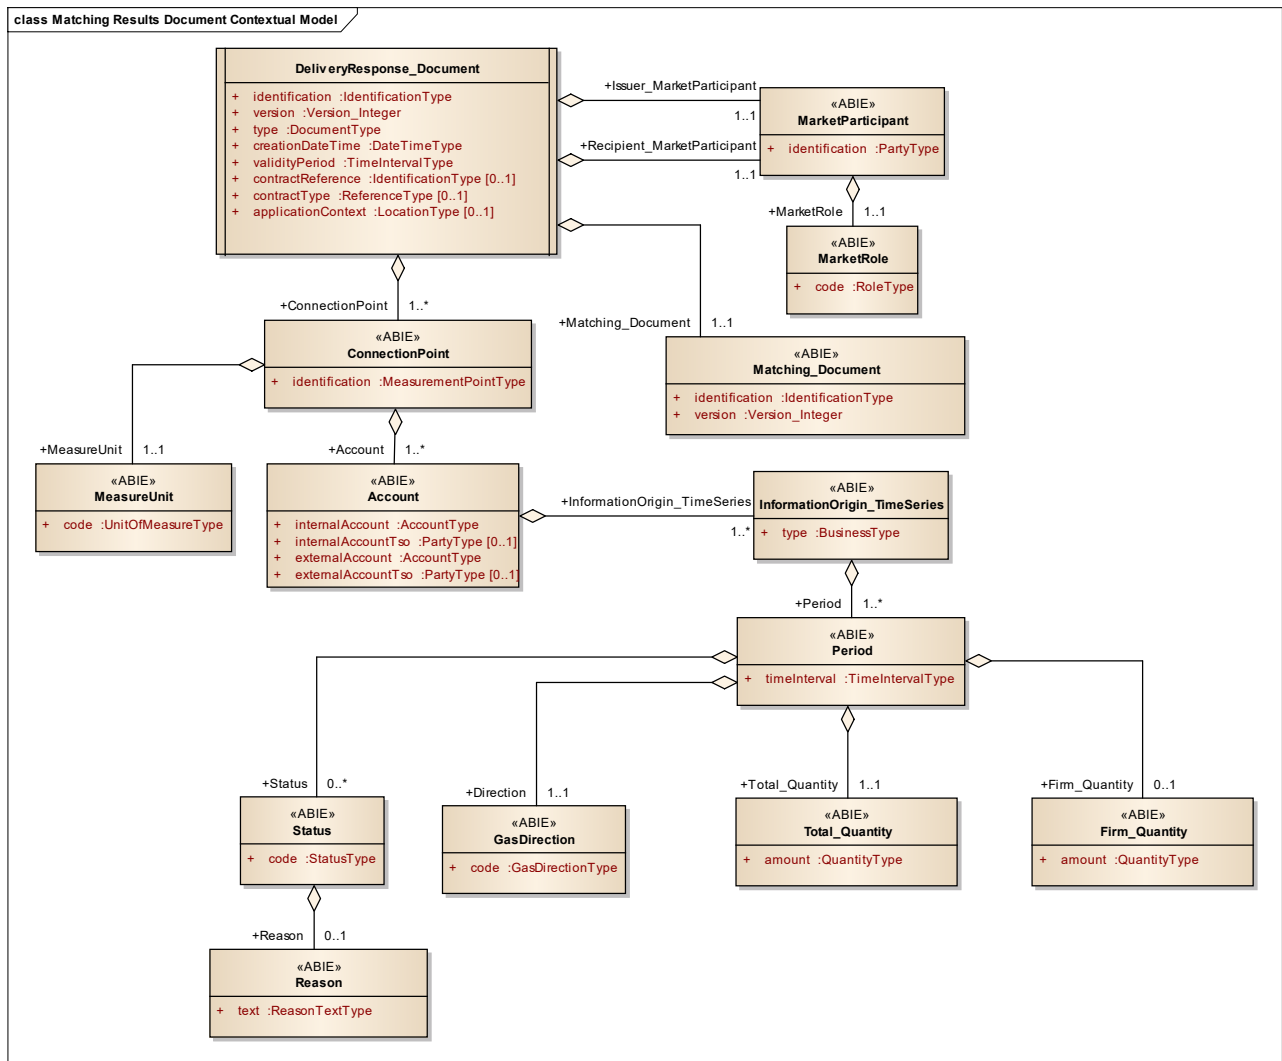 class Matching Results Document Contextual Model
DeliveryResponse_Document
+ identification :IdentificationType
+ version :Version_Integer
+ type :DocumentType
+ creationDateTime :DateTimeType
+ validityPeriod :TimeIntervalType
+ contractReference :IdentificationType [0..1]
+ contractType :ReferenceType [0..1]
+ applicationContext :LocationType [0..1]
+Issuer_MarketParticipant
1..1
+Recipient_MarketParticipant
1..1
«ABIE»
MarketParticipant
+ identification :PartyType
+MarketRole 1..1
«ABIE»
MarketRole
+ code :RoleType
+ConnectionPoint 1..*
+Matching_Document 1..1
«ABIE»
ConnectionPoint
+ identification :MeasurementPointType
«ABIE»
Matching_Document
+ identification :IdentificationType
+ version :Version_Integer
+MeasureUnit 1..1
+Account 1..*
«ABIE»
MeasureUnit
+ code :UnitOfMeasureType
«ABIE»
Account
+ internalAccount :AccountType
+ internalAccountTso :PartyType [0..1]
+ externalAccount :AccountType
+ externalAccountTso :PartyType [0..1]
+InformationOrigin_TimeSeries
1..*
«ABIE»
InformationOrigin_TimeSeries
+ type :BusinessType
+Period 1..*
«ABIE»
Period
+ timeInterval :TimeIntervalType
+Status 0..*
+Direction 1..1
+Total_Quantity 1..1
+Firm_Quantity 0..1
«ABIE»
Status
+ code :StatusType
«ABIE»
GasDirection
+ code :GasDirectionType
«ABIE»
Total_Quantity
+ amount :QuantityType
«ABIE»
Firm_Quantity
+ amount :QuantityType
+Reason 0..1
«ABIE»
Reason
+ text :ReasonTextType